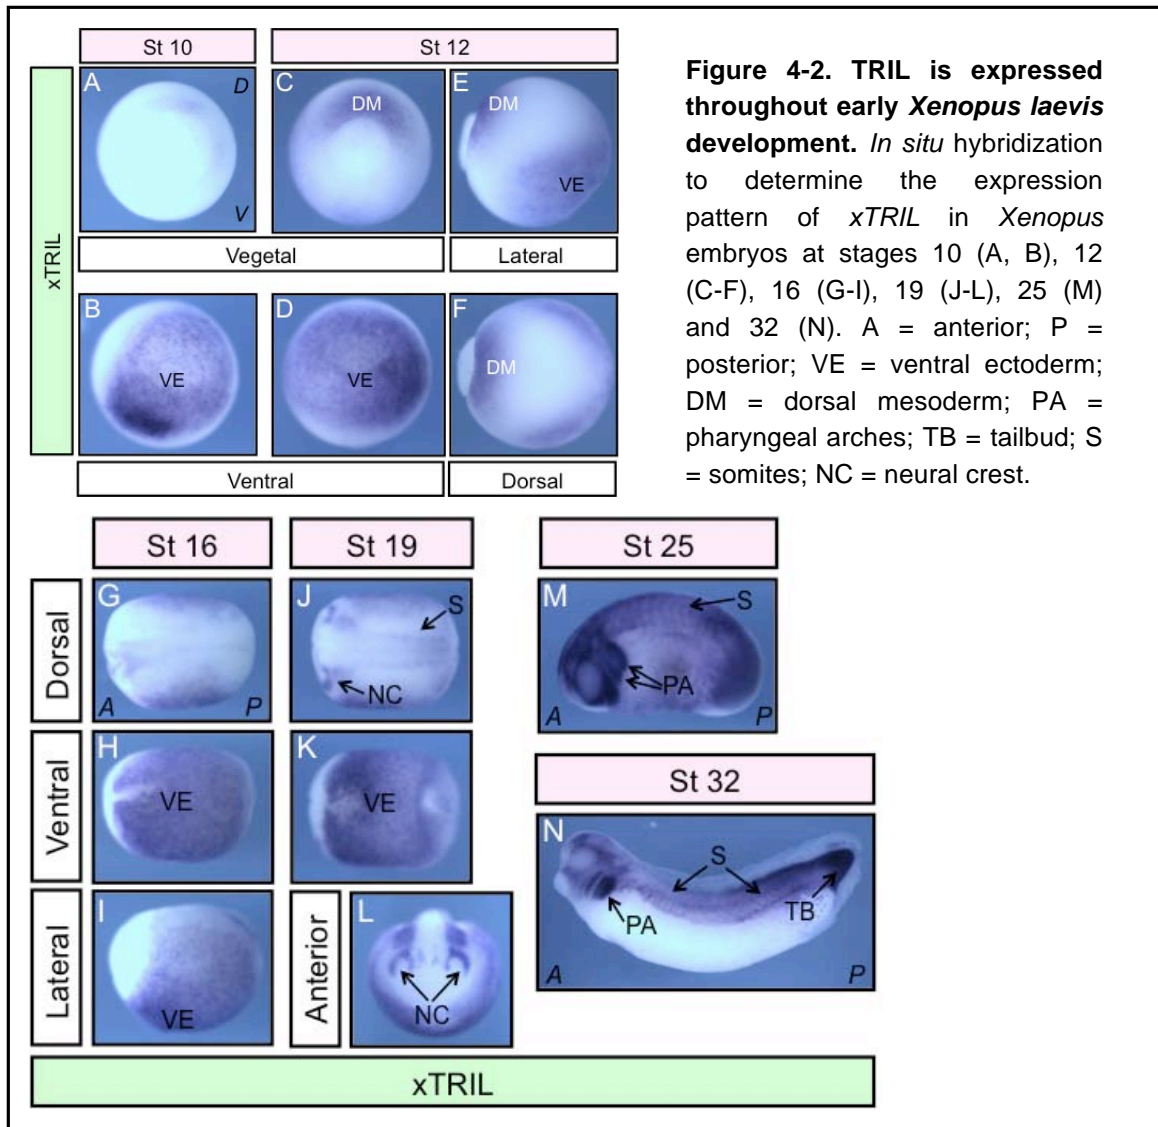 St 10
St 12
xTRIL
A
D
V
C
DM
E
DM
VE
Vegetal
Lateral
B
VE
D
VE
F
DM
Ventral
Dorsal
Figure 4-2. TRIL is expressed
throughout early Xenopus laevis
development. In situ hybridization
to determine the expression
pattern of xTRIL in Xenopus
embryos at stages 10 (A, B), 12
(C-F), 16 (G-I), 19 (J-L), 25 (M)
and 32 (N). A = anterior; P =
posterior; VE = ventral ectoderm;
DM = dorsal mesoderm; PA =
pharyngeal arches; TB = tailbud; S
= somites; NC = neural crest.
St 16
St 19
St 25
Dorsal
G
A
P
J
S
NC
M
S
PA
A
P
Ventral
H
VE
K
VE
St 32
N
S
PA
TB
A
P
Lateral
I
VE
Anterior
L
NC
xTRIL